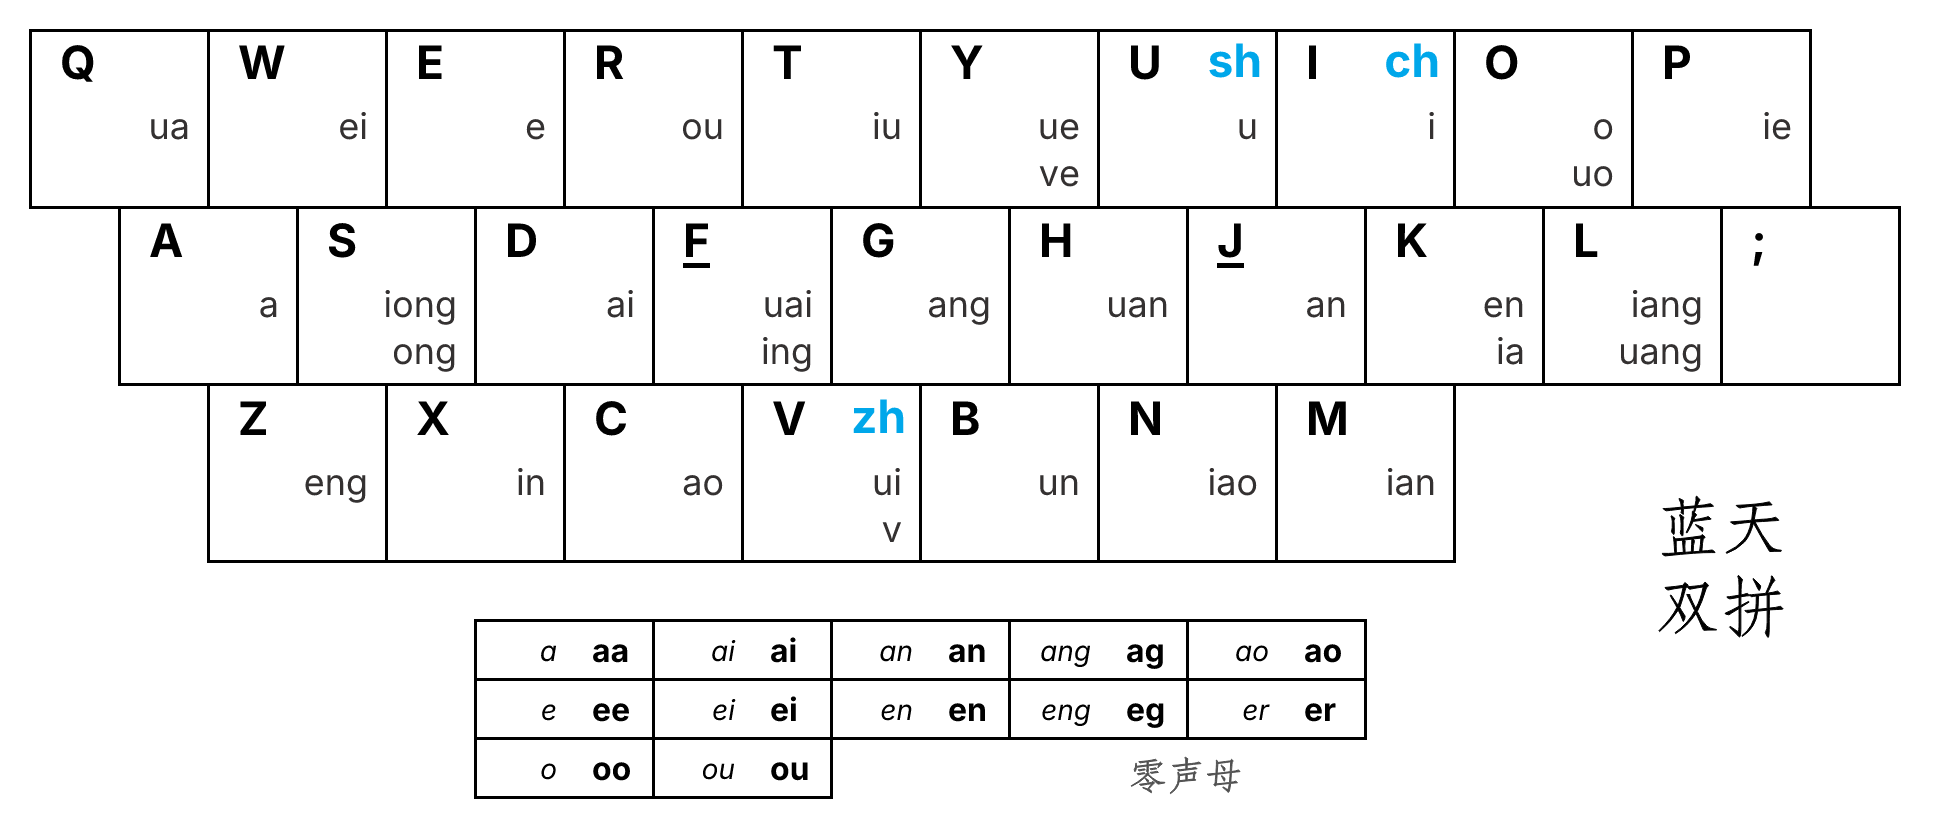 Q W E R T Y U sh I ch O P
ua ei e ou iu ue u i o ie
ve uo
A S D F G H J K L ;
a iong ai uai ang uan an en iang
ong ing ia uang
Z X C V zh B N M
eng in ao ui un iao ian
v
蓝天
双拼
a aa ai ai an an ang ag ao ao
e ee ei ei en en eng eg er er
o oo ou ou
零声母